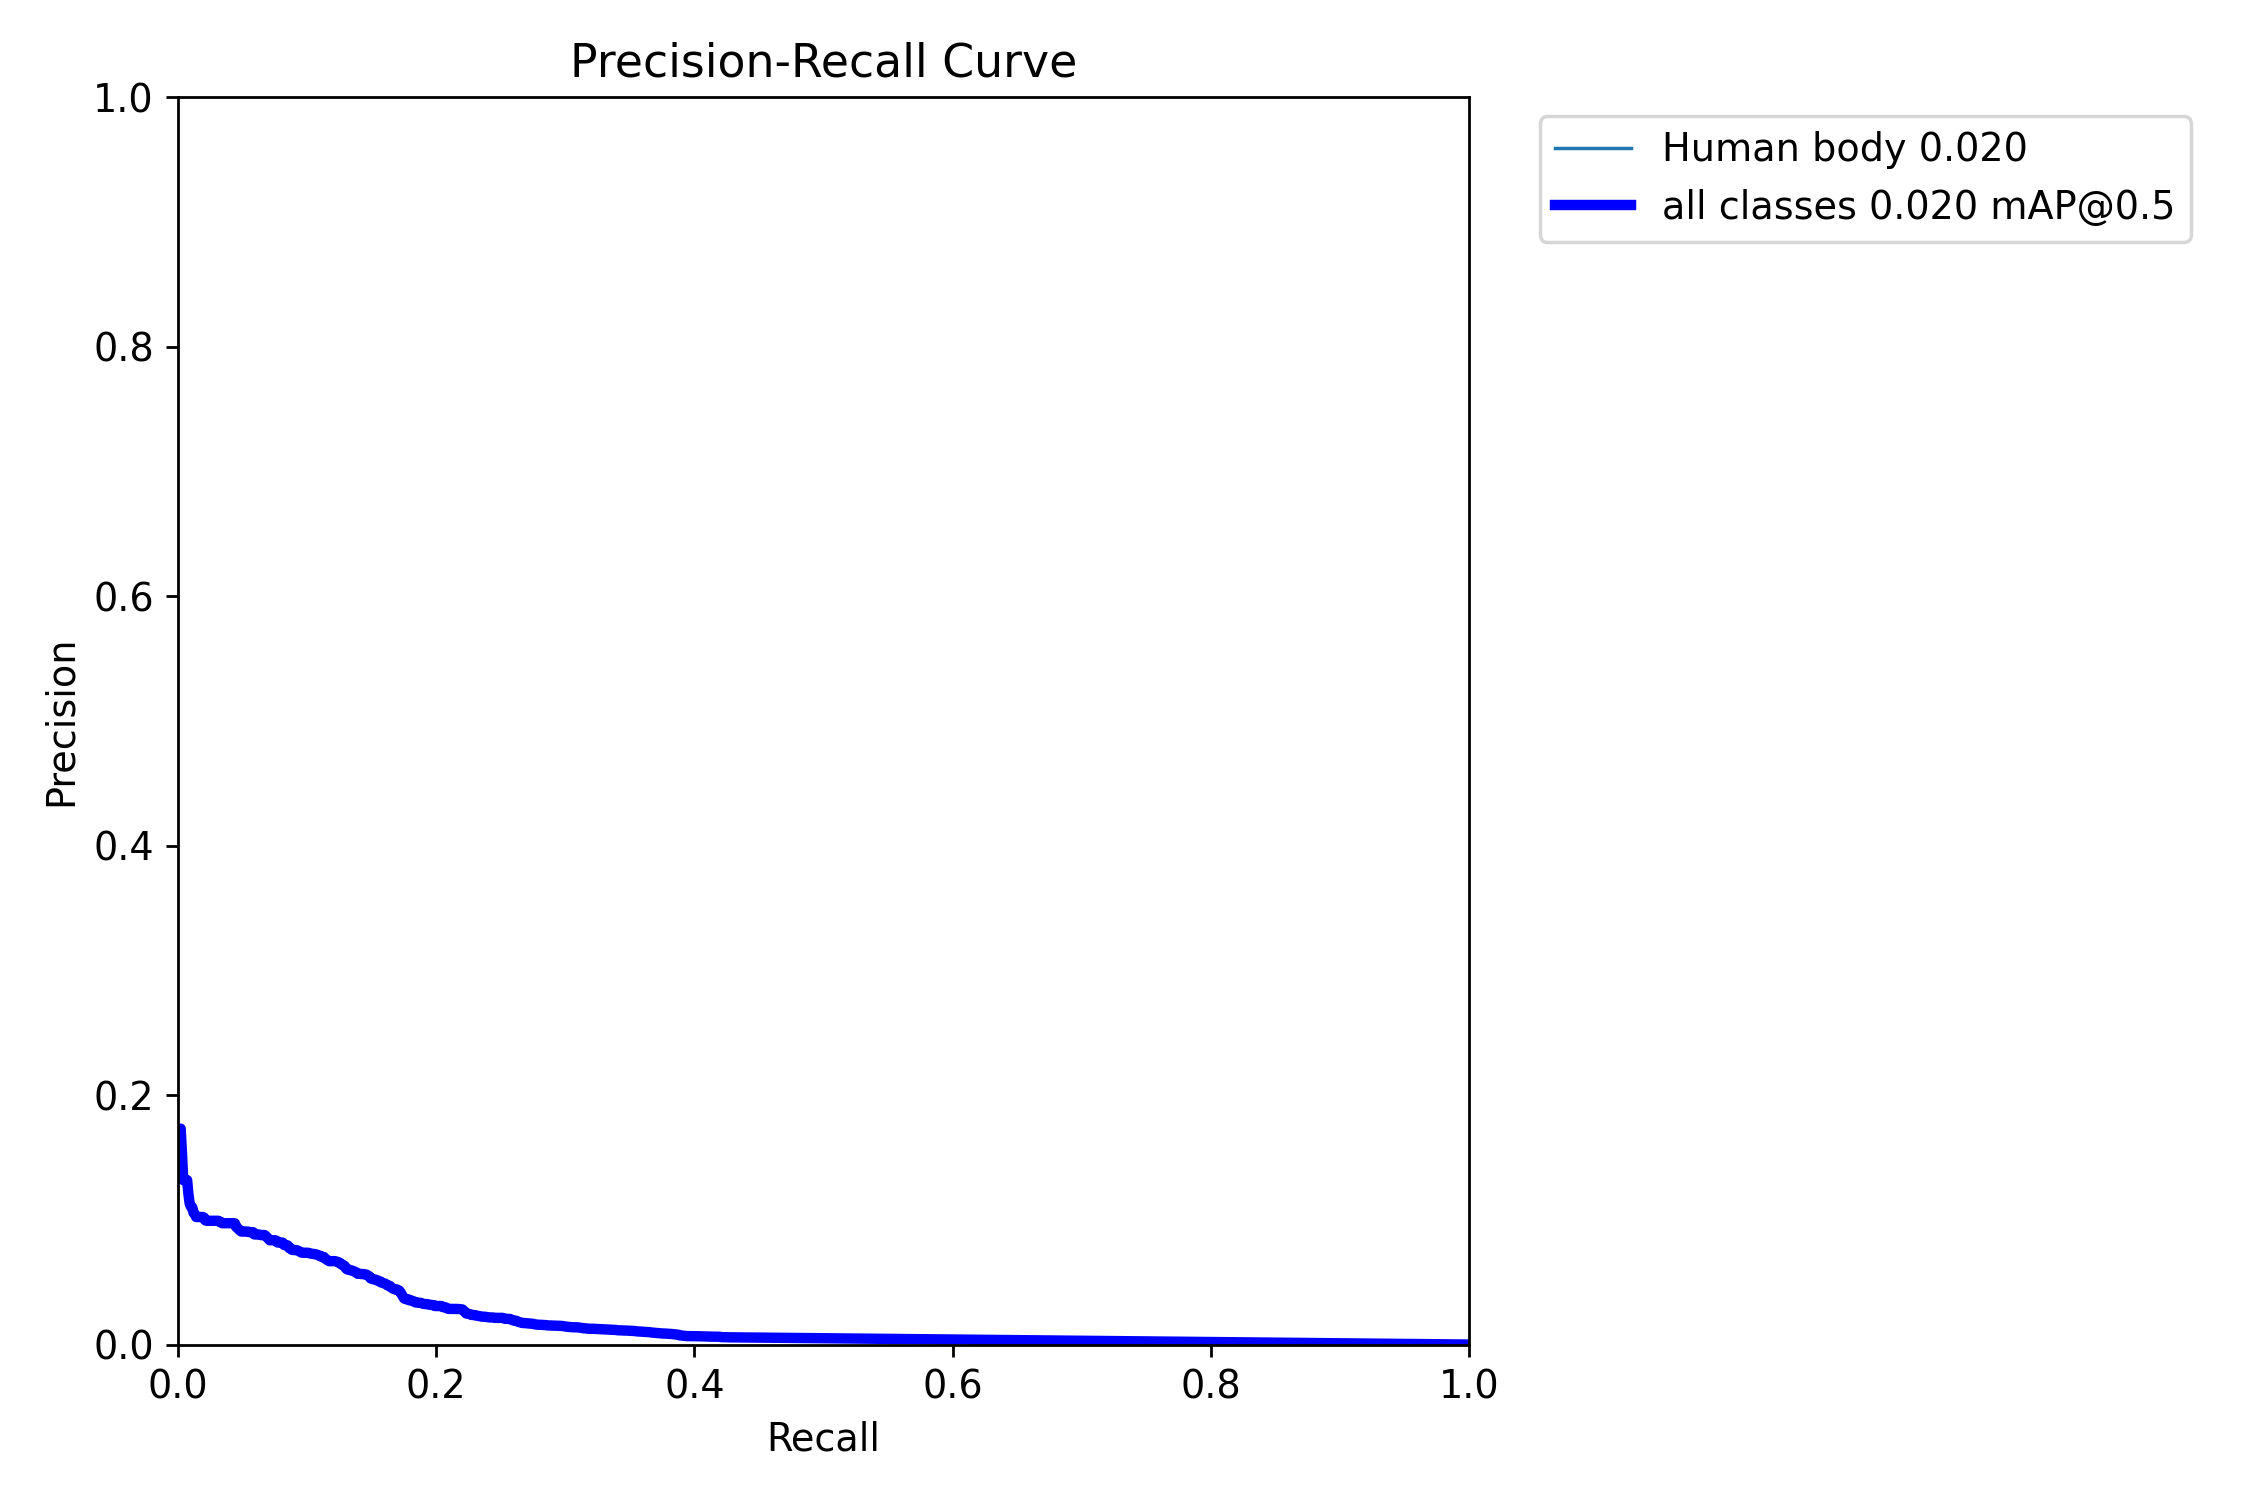 Precision-Recall Curve
Human body 0.020
all classes 0.020 mAP@0.5
Precision
1.0
0.8
0.6
0.4
0.2
0.0
0.0 0.2 0.4 0.6 0.8 1.0
Recall